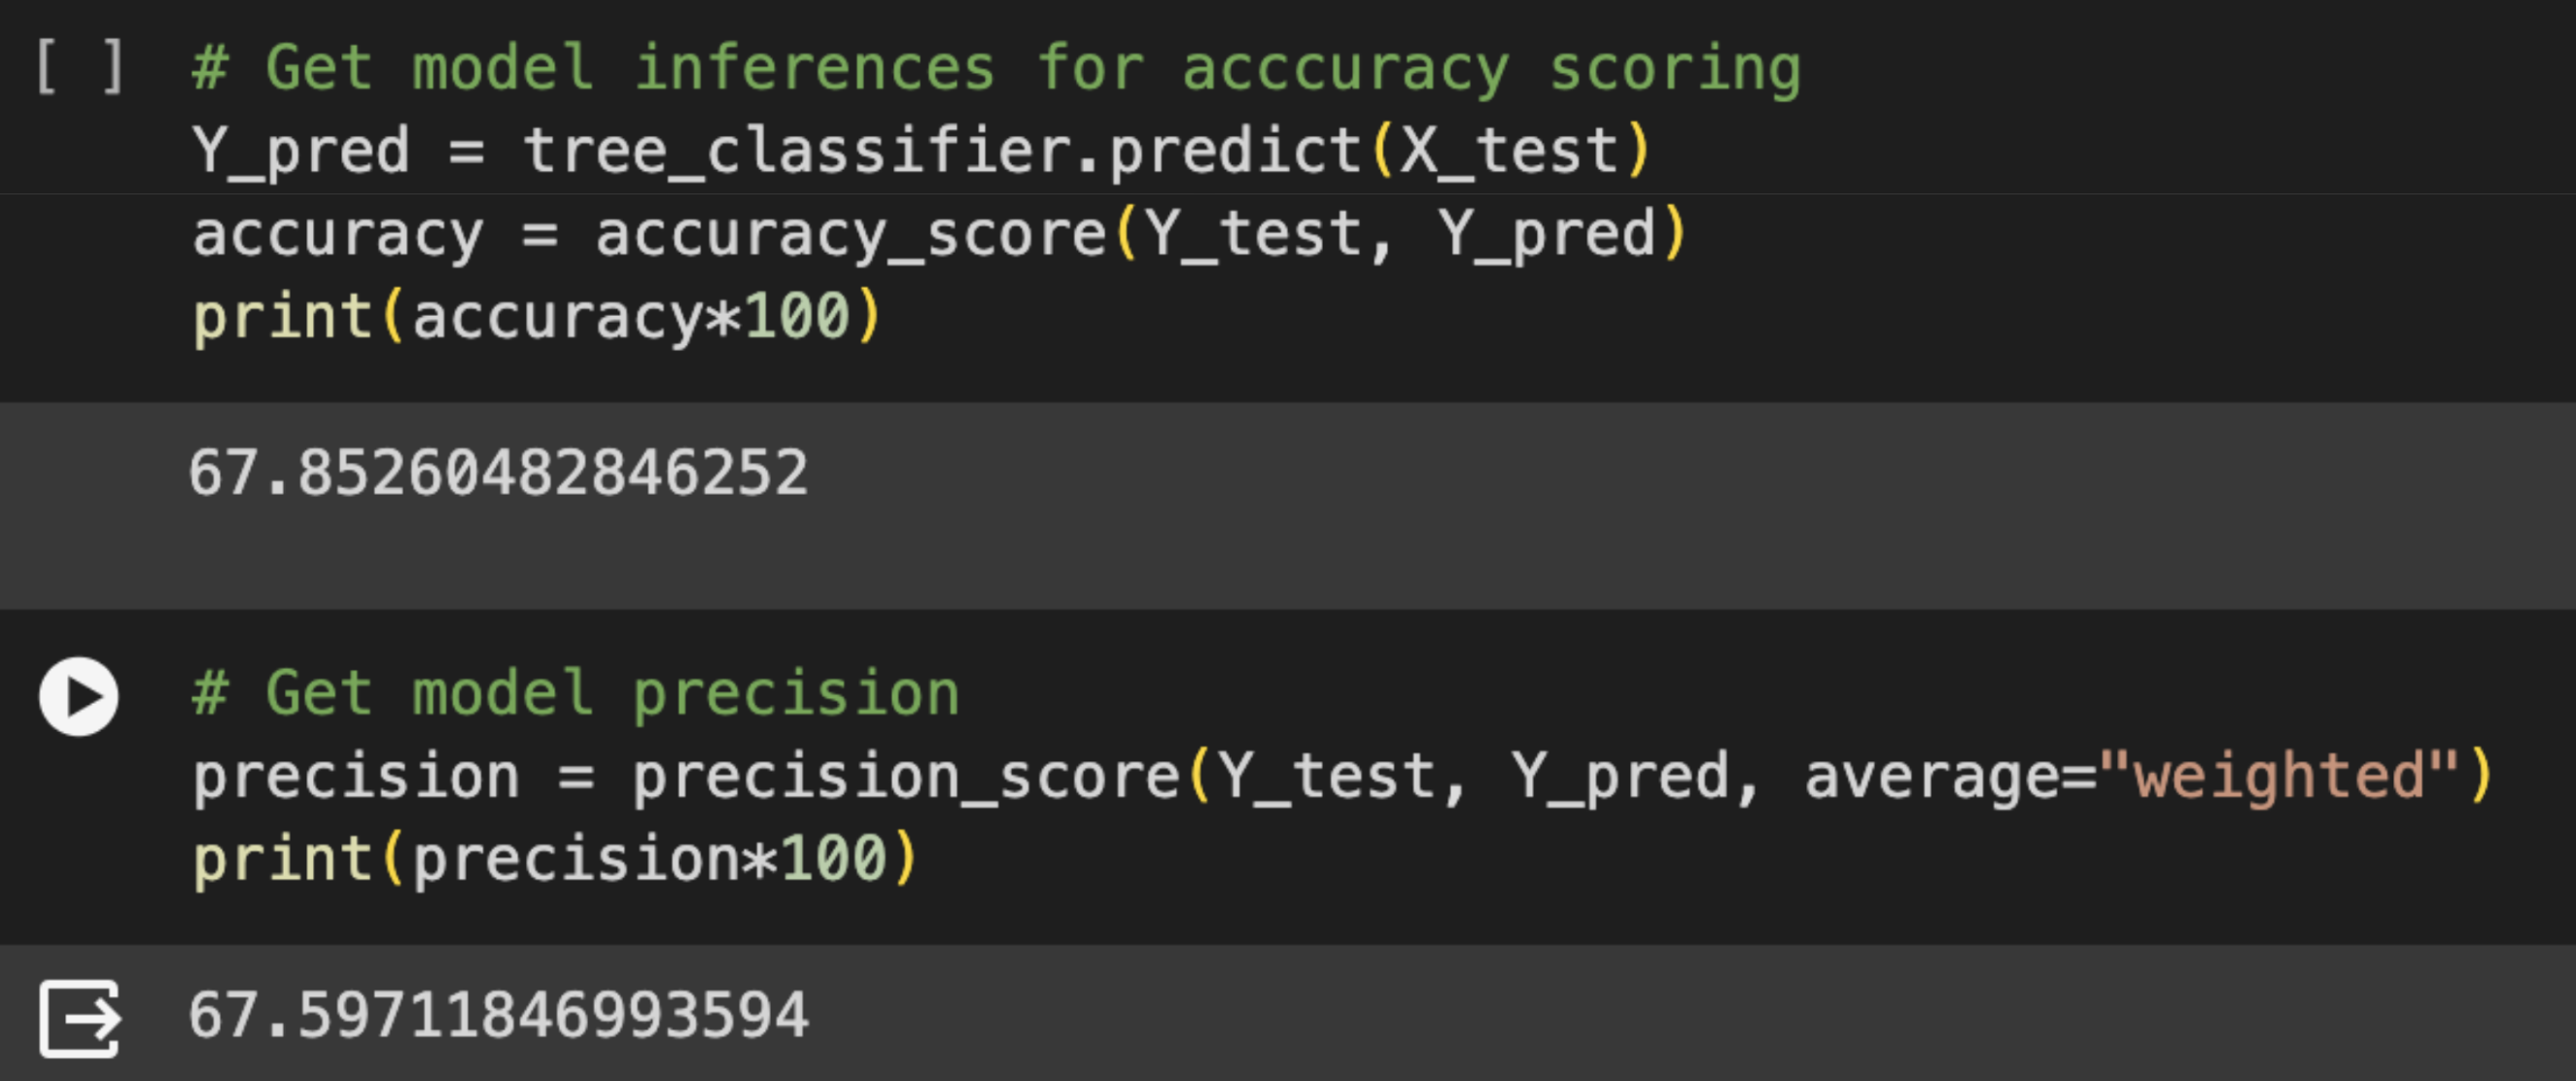 [ ] # Get model inferences for acccuracy scoring
Y_pred = tree_classifier.predict(X_test)
accuracy = accuracy_score(Y_test, Y_pred)
print(accuracy*100)
67.85260482846252
# Get model precision
precision = precision_score(Y_test, Y_pred, average="weighted")
print(precision*100)
67.59711846993594